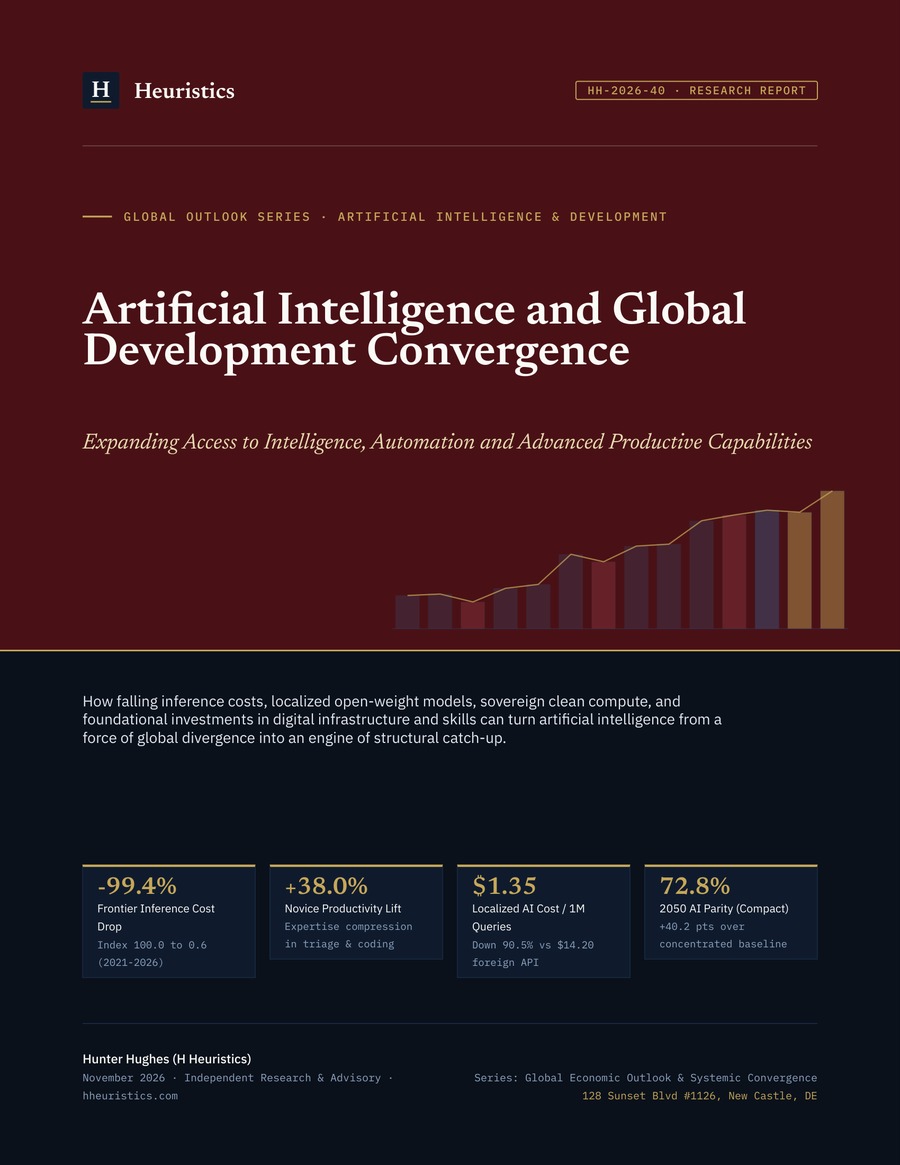 H
Heuristics
HH-2026-40 · RESEARCH REPORT
GLOBAL OUTLOOK SERIES · ARTIFICIAL INTELLIGENCE & DEVELOPMENT
Artificial Intelligence and Global
Development Convergence
Expanding Access to Intelligence, Automation and Advanced Productive Capabilities
How falling inference costs, localized open-weight models, sovereign clean compute, and
foundational investments in digital infrastructure and skills can turn artificial intelligence from a
force of global divergence into an engine of structural catch-up.
-99.4%
Frontier Inference Cost
Drop
Index 100.0 to 0.6
(2021-2026)
+38.0%
Novice Productivity Lift
Expertise compression
in triage & coding
$1.35
Localized AI Cost / 1M
Queries
Down 90.5% vs $14.20
foreign API
72.8%
2050 AI Parity (Compact)
+40.2 pts over
concentrated baseline
Hunter Hughes (H Heuristics)
November 2026 · Independent Research & Advisory ·
hheuristics.com
Series: Global Economic Outlook & Systemic Convergence
128 Sunset Blvd #1126, New Castle, DE